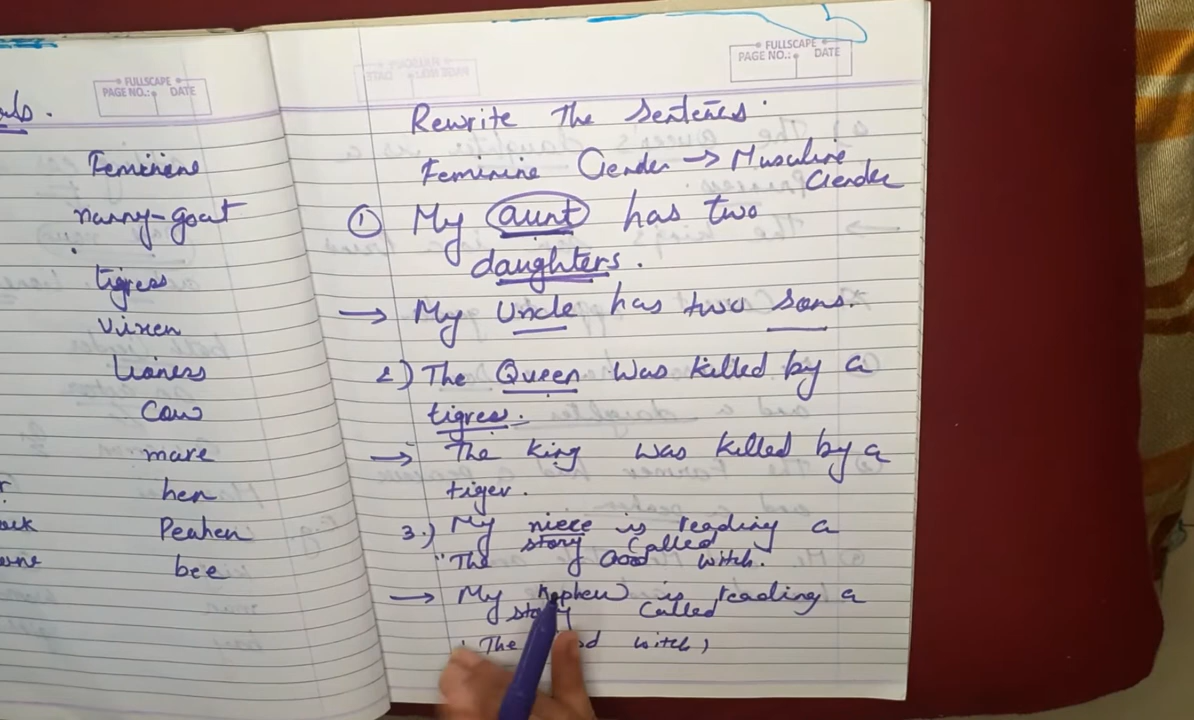 FULLSCAPE
PAGE NO.: DATE
Feminine
nanny-goat
tigress
vixen
lioness
Cow
mare
hen
Peahen
bee
FULLSCAPE
PAGE NO.: DATE
Rewrite The Sentences.
Feminine Gender → Musculine
Gender
① My aunt has two
daughters.
→ My Uncle has two sons.
2) The Queen was killed by a
tigress.
→ The king was killed by a
tiger.
3.) My niece is reading a
story called
"The Good witch.
→ My Nephew is reading a
story called
The witch